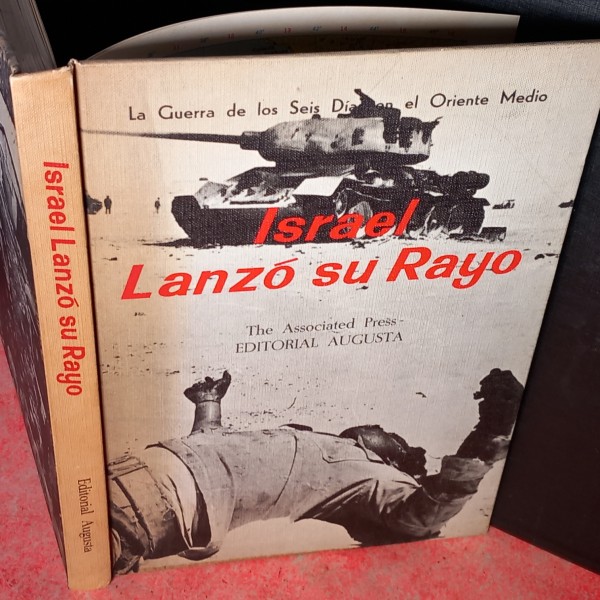 La Guerra de los Seis Días en el Oriente Medio
Israel
Lanzó su Rayo
The Associated Press-
EDITORIAL AUGUSTA
Israel Lanzó su Rayo
Editorial Augusta